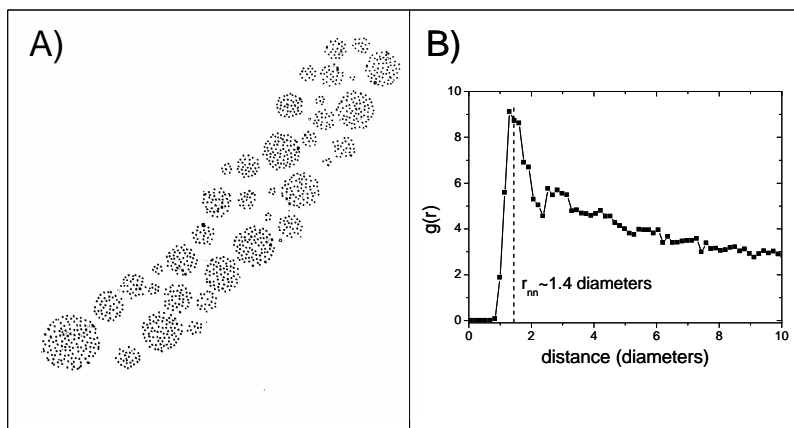 A)
B)
10
8
6
4
2
0
g(r)
r_nn~1.4 diameters
0 2 4 6 8 10
distance (diameters)